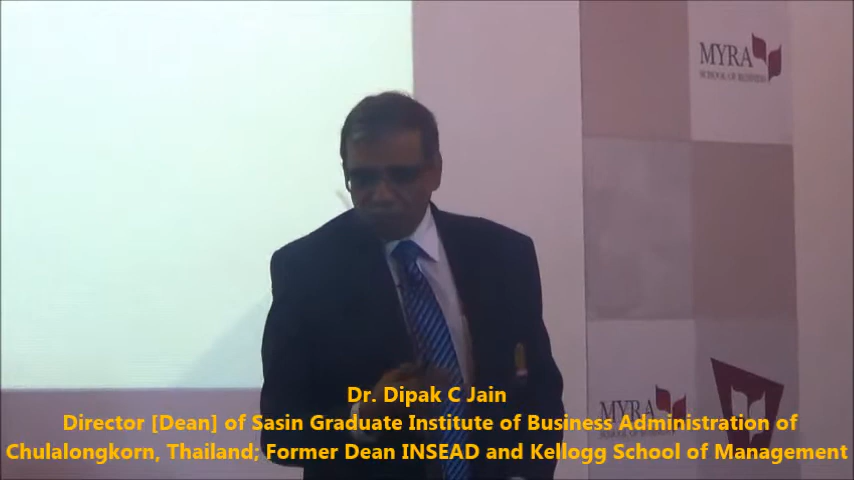 MYRA
SCHOOL OF BUSINESS
Dr. Dipak C Jain
Director [Dean] of Sasin Graduate Institute of Business Administration of
MYRA
Chulalongkorn, Thailand; Former Dean INSEAD and Kellogg School of Management